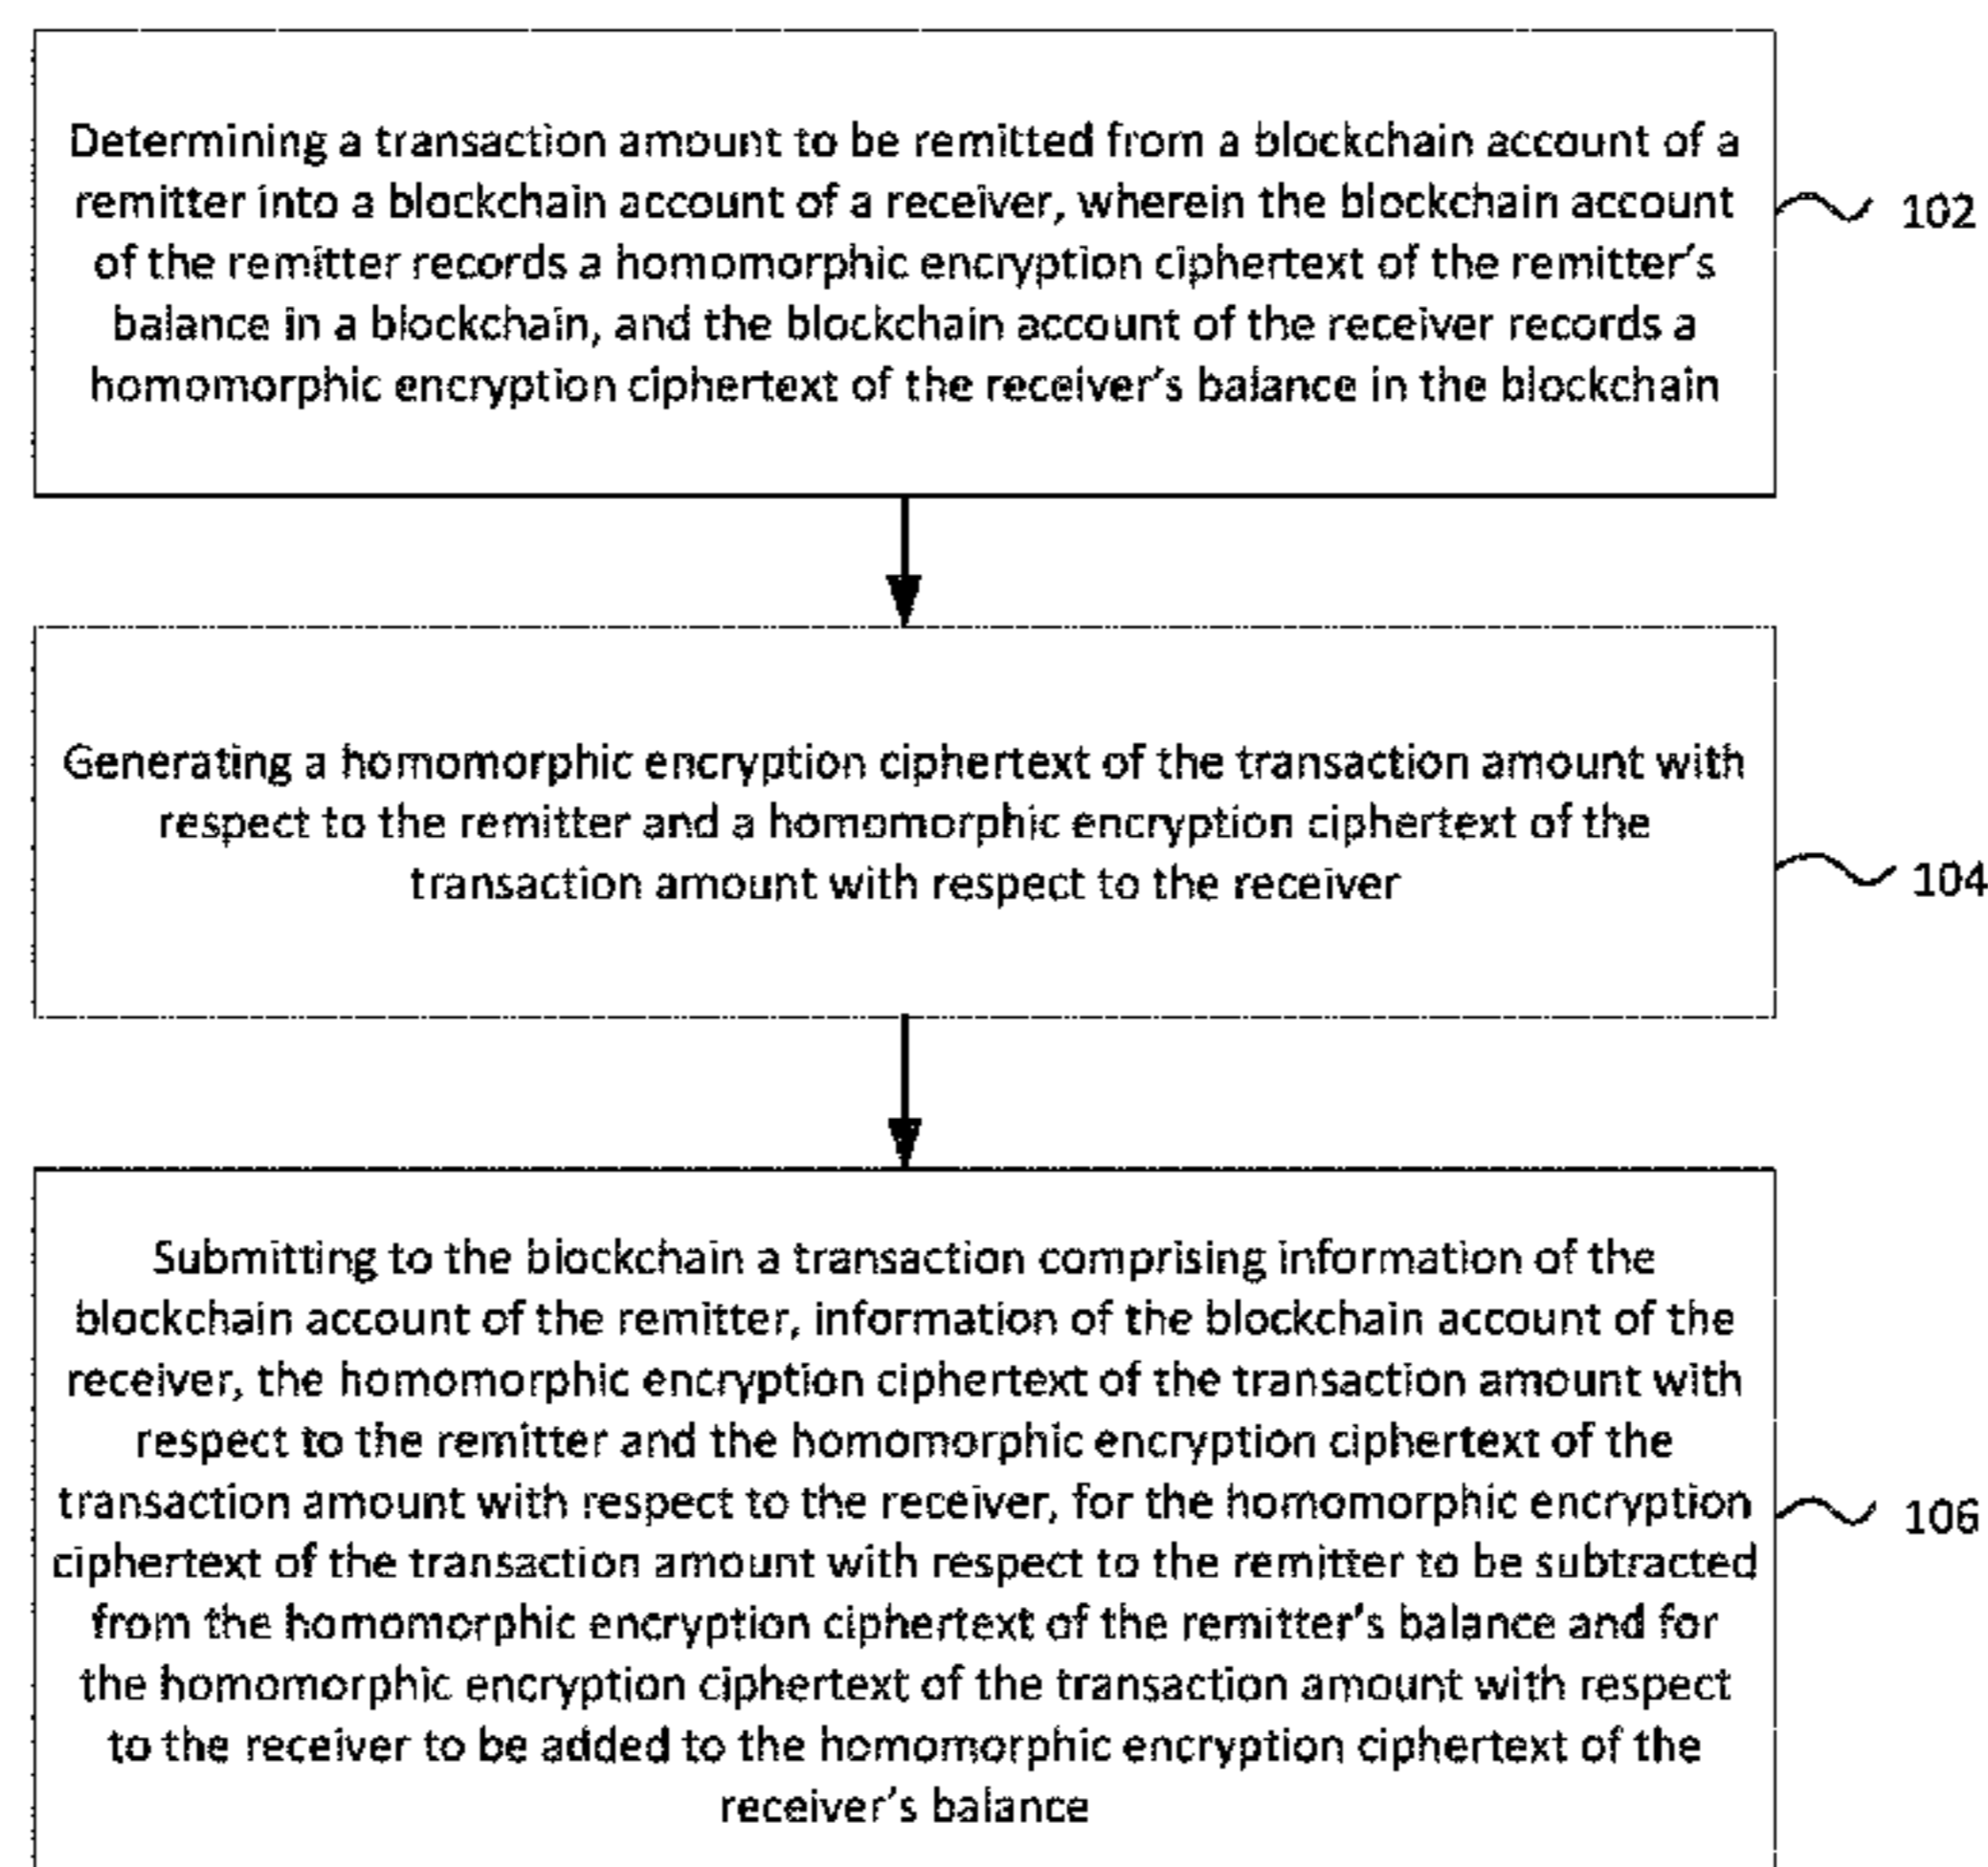 Determining a transaction amount to be remitted from a blockchain account of a
remitter into a blockchain account of a receiver, wherein the blockchain account
of the remitter records a homomorphic encryption ciphertext of the remitter's
balance in a blockchain, and the blockchain account of the receiver records a
homomorphic encryption ciphertext of the receiver's balance in the blockchain
102
Generating a homomorphic encryption ciphertext of the transaction amount with
respect to the remitter and a homomorphic encryption ciphertext of the
transaction amount with respect to the receiver
104
Submitting to the blockchain a transaction comprising information of the
blockchain account of the remitter, information of the blockchain account of the
receiver, the homomorphic encryption ciphertext of the transaction amount with
respect to the remitter and the homomorphic encryption ciphertext of the
transaction amount with respect to the receiver, for the homomorphic encryption
ciphertext of the transaction amount with respect to the remitter to be subtracted
from the homomorphic encryption ciphertext of the remitter's balance and for
the homomorphic encryption ciphertext of the transaction amount with respect
to the receiver to be added to the homomorphic encryption ciphertext of the
receiver's balance
106